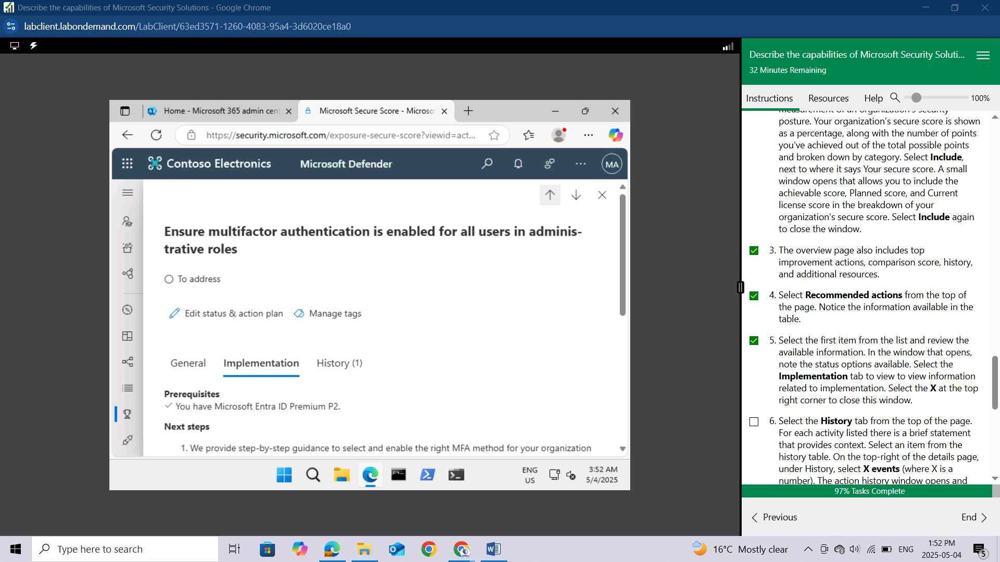 Describe the capabilities of Microsoft Security Solutions - Google Chrome
labclient.labondemand.com/LabClient/63ed3571-1260-4083-95a4-3d6020ce18a0
Home - Microsoft 365 admin cent
Microsoft Secure Score - Microso
https://security.microsoft.com/exposure-secure-score?viewid=act...
Contoso Electronics
Microsoft Defender
MA
Ensure multifactor authentication is enabled for all users in adminis-
trative roles
To address
Edit status & action plan
Manage tags
General
Implementation
History (1)
Prerequisites
You have Microsoft Entra ID Premium P2.
Next steps
1. We provide step-by-step guidance to select and enable the right MFA method for your organization
ENG
US
3:52 AM
5/4/2025
Describe the capabilities of Microsoft Security Soluti...
32 Minutes Remaining
Instructions
Resources
Help
100%
measurement of an organization's security
posture. Your organization's secure score is shown
as a percentage, along with the number of points
you've achieved out of the total possible points
and broken down by category. Select Include,
next to where it says Your secure score. A small
window opens that allows you to include the
achievable score, Planned score, and Current
license score in the breakdown of your
organization's secure score. Select Include again
to close the window.
3. The overview page also includes top
improvement actions, comparison score, history,
and additional resources.
4. Select Recommended actions from the top of
the page. Notice the information available in the
table.
5. Select the first item from the list and review the
available information. In the window that opens,
note the status options available. Select the
Implementation tab to view to view information
related to implementation. Select the X at the top
right corner to close this window.
6. Select the History tab from the top of the page.
For each activity listed there is a brief statement
that provides context. Select an item from the
history table. On the top-right of the details page,
under History, select X events (where X is a
number). The action history window opens and
97% Tasks Complete
Previous
End
Type here to search
16°C Mostly clear
ENG
1:52 PM
2025-05-04
5